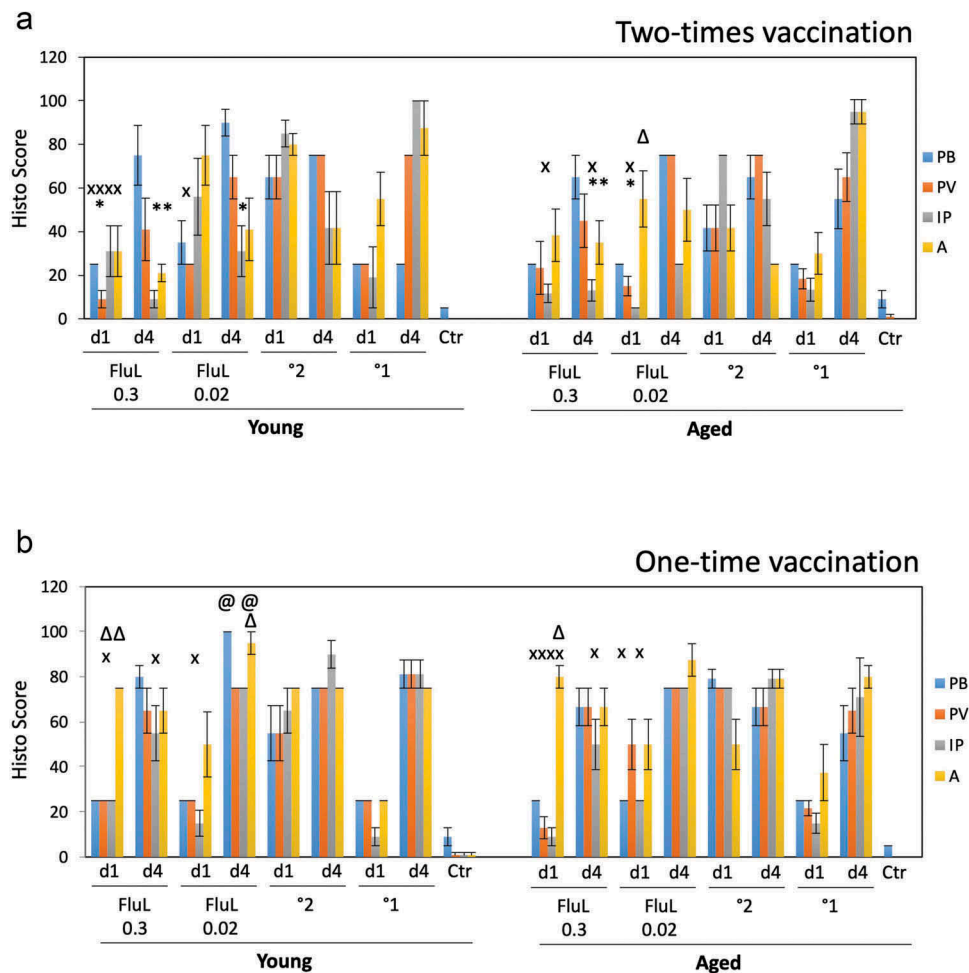 a
Two-times vaccination
120
100
80
60
40
20
0
Histo Score
xxxx
*
**
x
*
x
x
**
x
*
Δ
PB
PV
IP
A
d1 d4 d1 d4 d1 d4 d1 d4 Ctr
d1 d4 d1 d4 d1 d4 d1 d4 Ctr
FluL FluL °2 °1
0.3 0.02
FluL FluL °2 °1
0.3 0.02
Young
Aged
b
One-time vaccination
120
100
80
60
40
20
0
Histo Score
ΔΔ
x
x
x
@ @
Δ
Δ
xxxx
x
x x
PB
PV
IP
A
d1 d4 d1 d4 d1 d4 d1 d4 Ctr
d1 d4 d1 d4 d1 d4 d1 d4 Ctr
FluL FluL °2 °1
0.3 0.02
FluL FluL °2 °1
0.3 0.02
Young
Aged